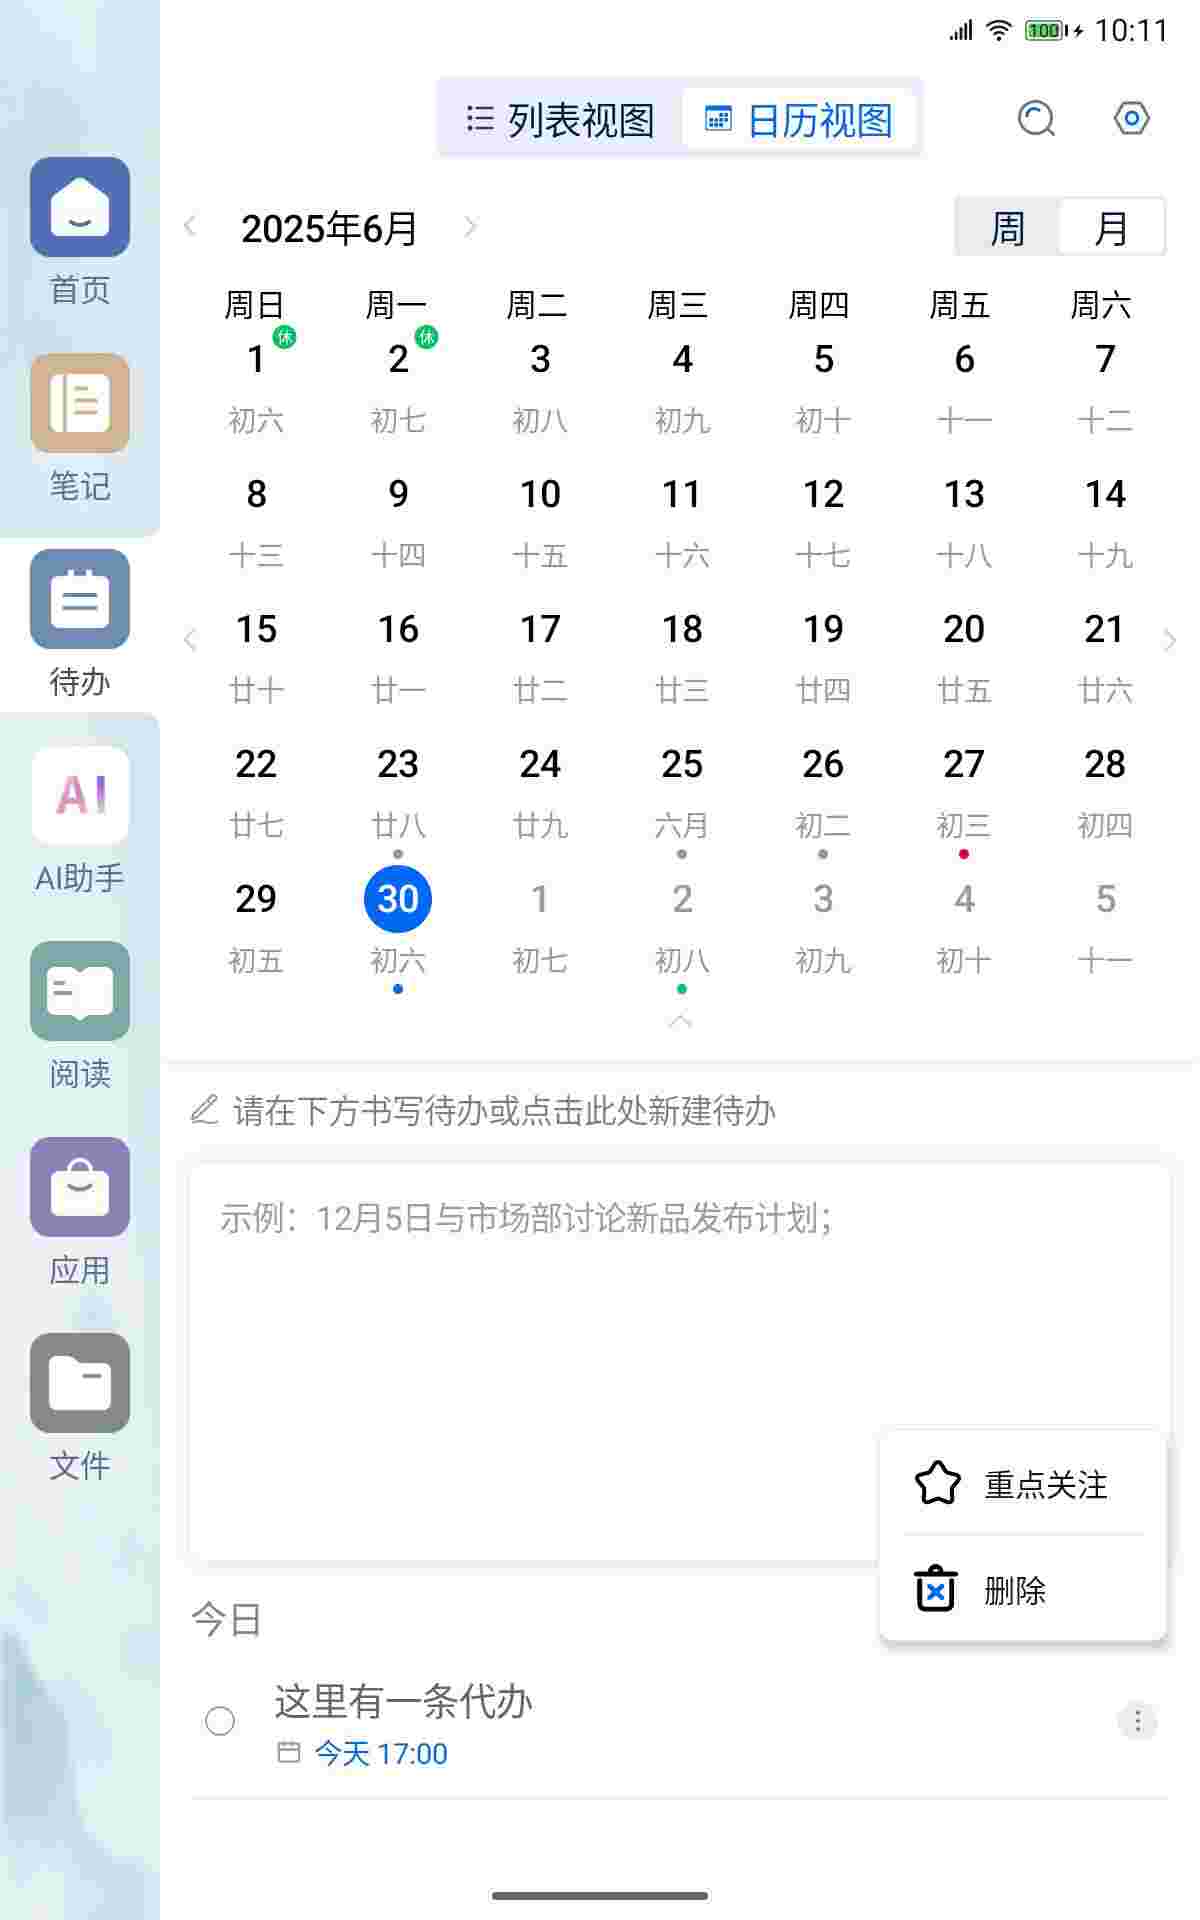 100 10:11
列表视图 日历视图
首页
笔记
待办
AI
AI助手
阅读
应用
文件
2025年6月
周 月
周日 周一 周二 周三 周四 周五 周六
休 休
1 2 3 4 5 6 7
初六 初七 初八 初九 初十 十一 十二
8 9 10 11 12 13 14
十三 十四 十五 十六 十七 十八 十九
15 16 17 18 19 20 21
廿十 廿一 廿二 廿三 廿四 廿五 廿六
22 23 24 25 26 27 28
廿七 廿八 廿九 六月 初二 初三 初四
29 30 1 2 3 4 5
初五 初六 初七 初八 初九 初十 十一
请在下方书写待办或点击此处新建待办
示例：12月5日与市场部讨论新品发布计划；
重点关注
删除
今日
这里有一条代办
今天 17:00